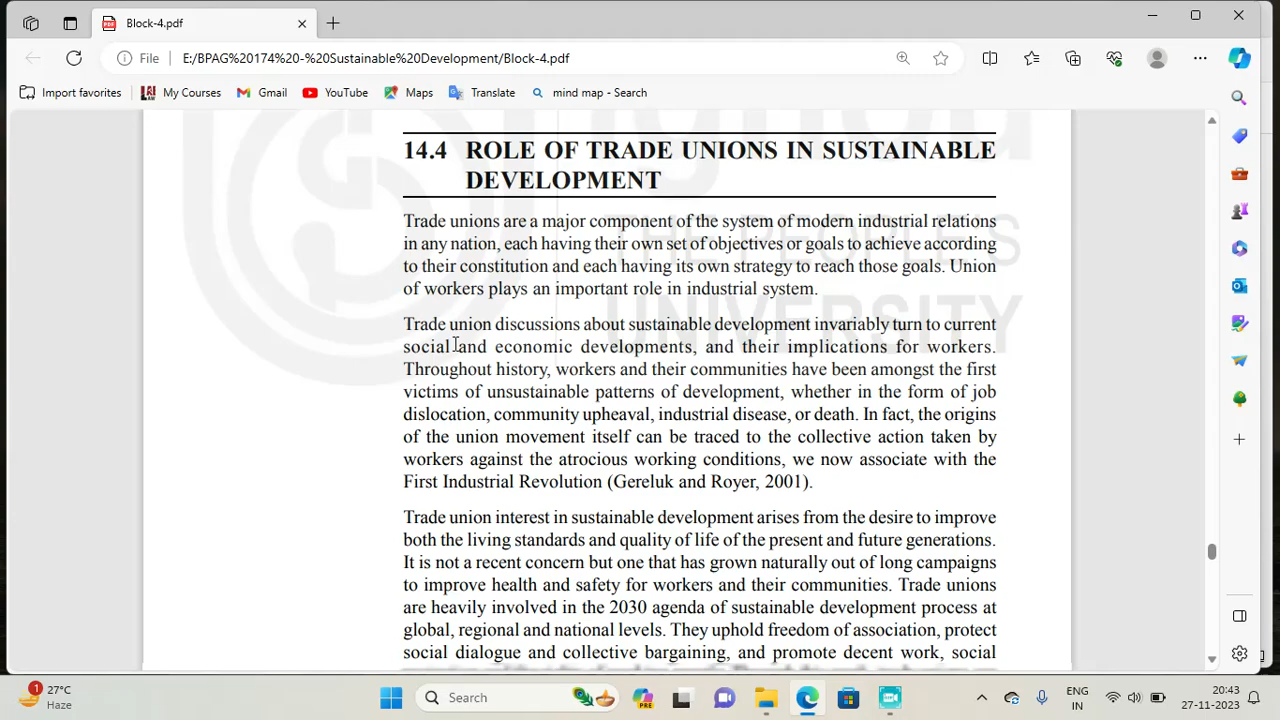 Block-4.pdf
File E:/BPAG%20174%20-%20Sustainable%20Development/Block-4.pdf
Import favorites My Courses Gmail YouTube Maps Translate mind map - Search
14.4 ROLE OF TRADE UNIONS IN SUSTAINABLE
DEVELOPMENT
Trade unions are a major component of the system of modern industrial relations
in any nation, each having their own set of objectives or goals to achieve according
to their constitution and each having its own strategy to reach those goals. Union
of workers plays an important role in industrial system.
Trade union discussions about sustainable development invariably turn to current
social and economic developments, and their implications for workers.
Throughout history, workers and their communities have been amongst the first
victims of unsustainable patterns of development, whether in the form of job
dislocation, community upheaval, industrial disease, or death. In fact, the origins
of the union movement itself can be traced to the collective action taken by
workers against the atrocious working conditions, we now associate with the
First Industrial Revolution (Gereluk and Royer, 2001).
Trade union interest in sustainable development arises from the desire to improve
both the living standards and quality of life of the present and future generations.
It is not a recent concern but one that has grown naturally out of long campaigns
to improve health and safety for workers and their communities. Trade unions
are heavily involved in the 2030 agenda of sustainable development process at
global, regional and national levels. They uphold freedom of association, protect
social dialogue and collective bargaining, and promote decent work, social
THE PEOPLE'S
UNIVERSITY
1
27°C
Haze
Search
PRE
ENG
IN
20:43
27-11-2023